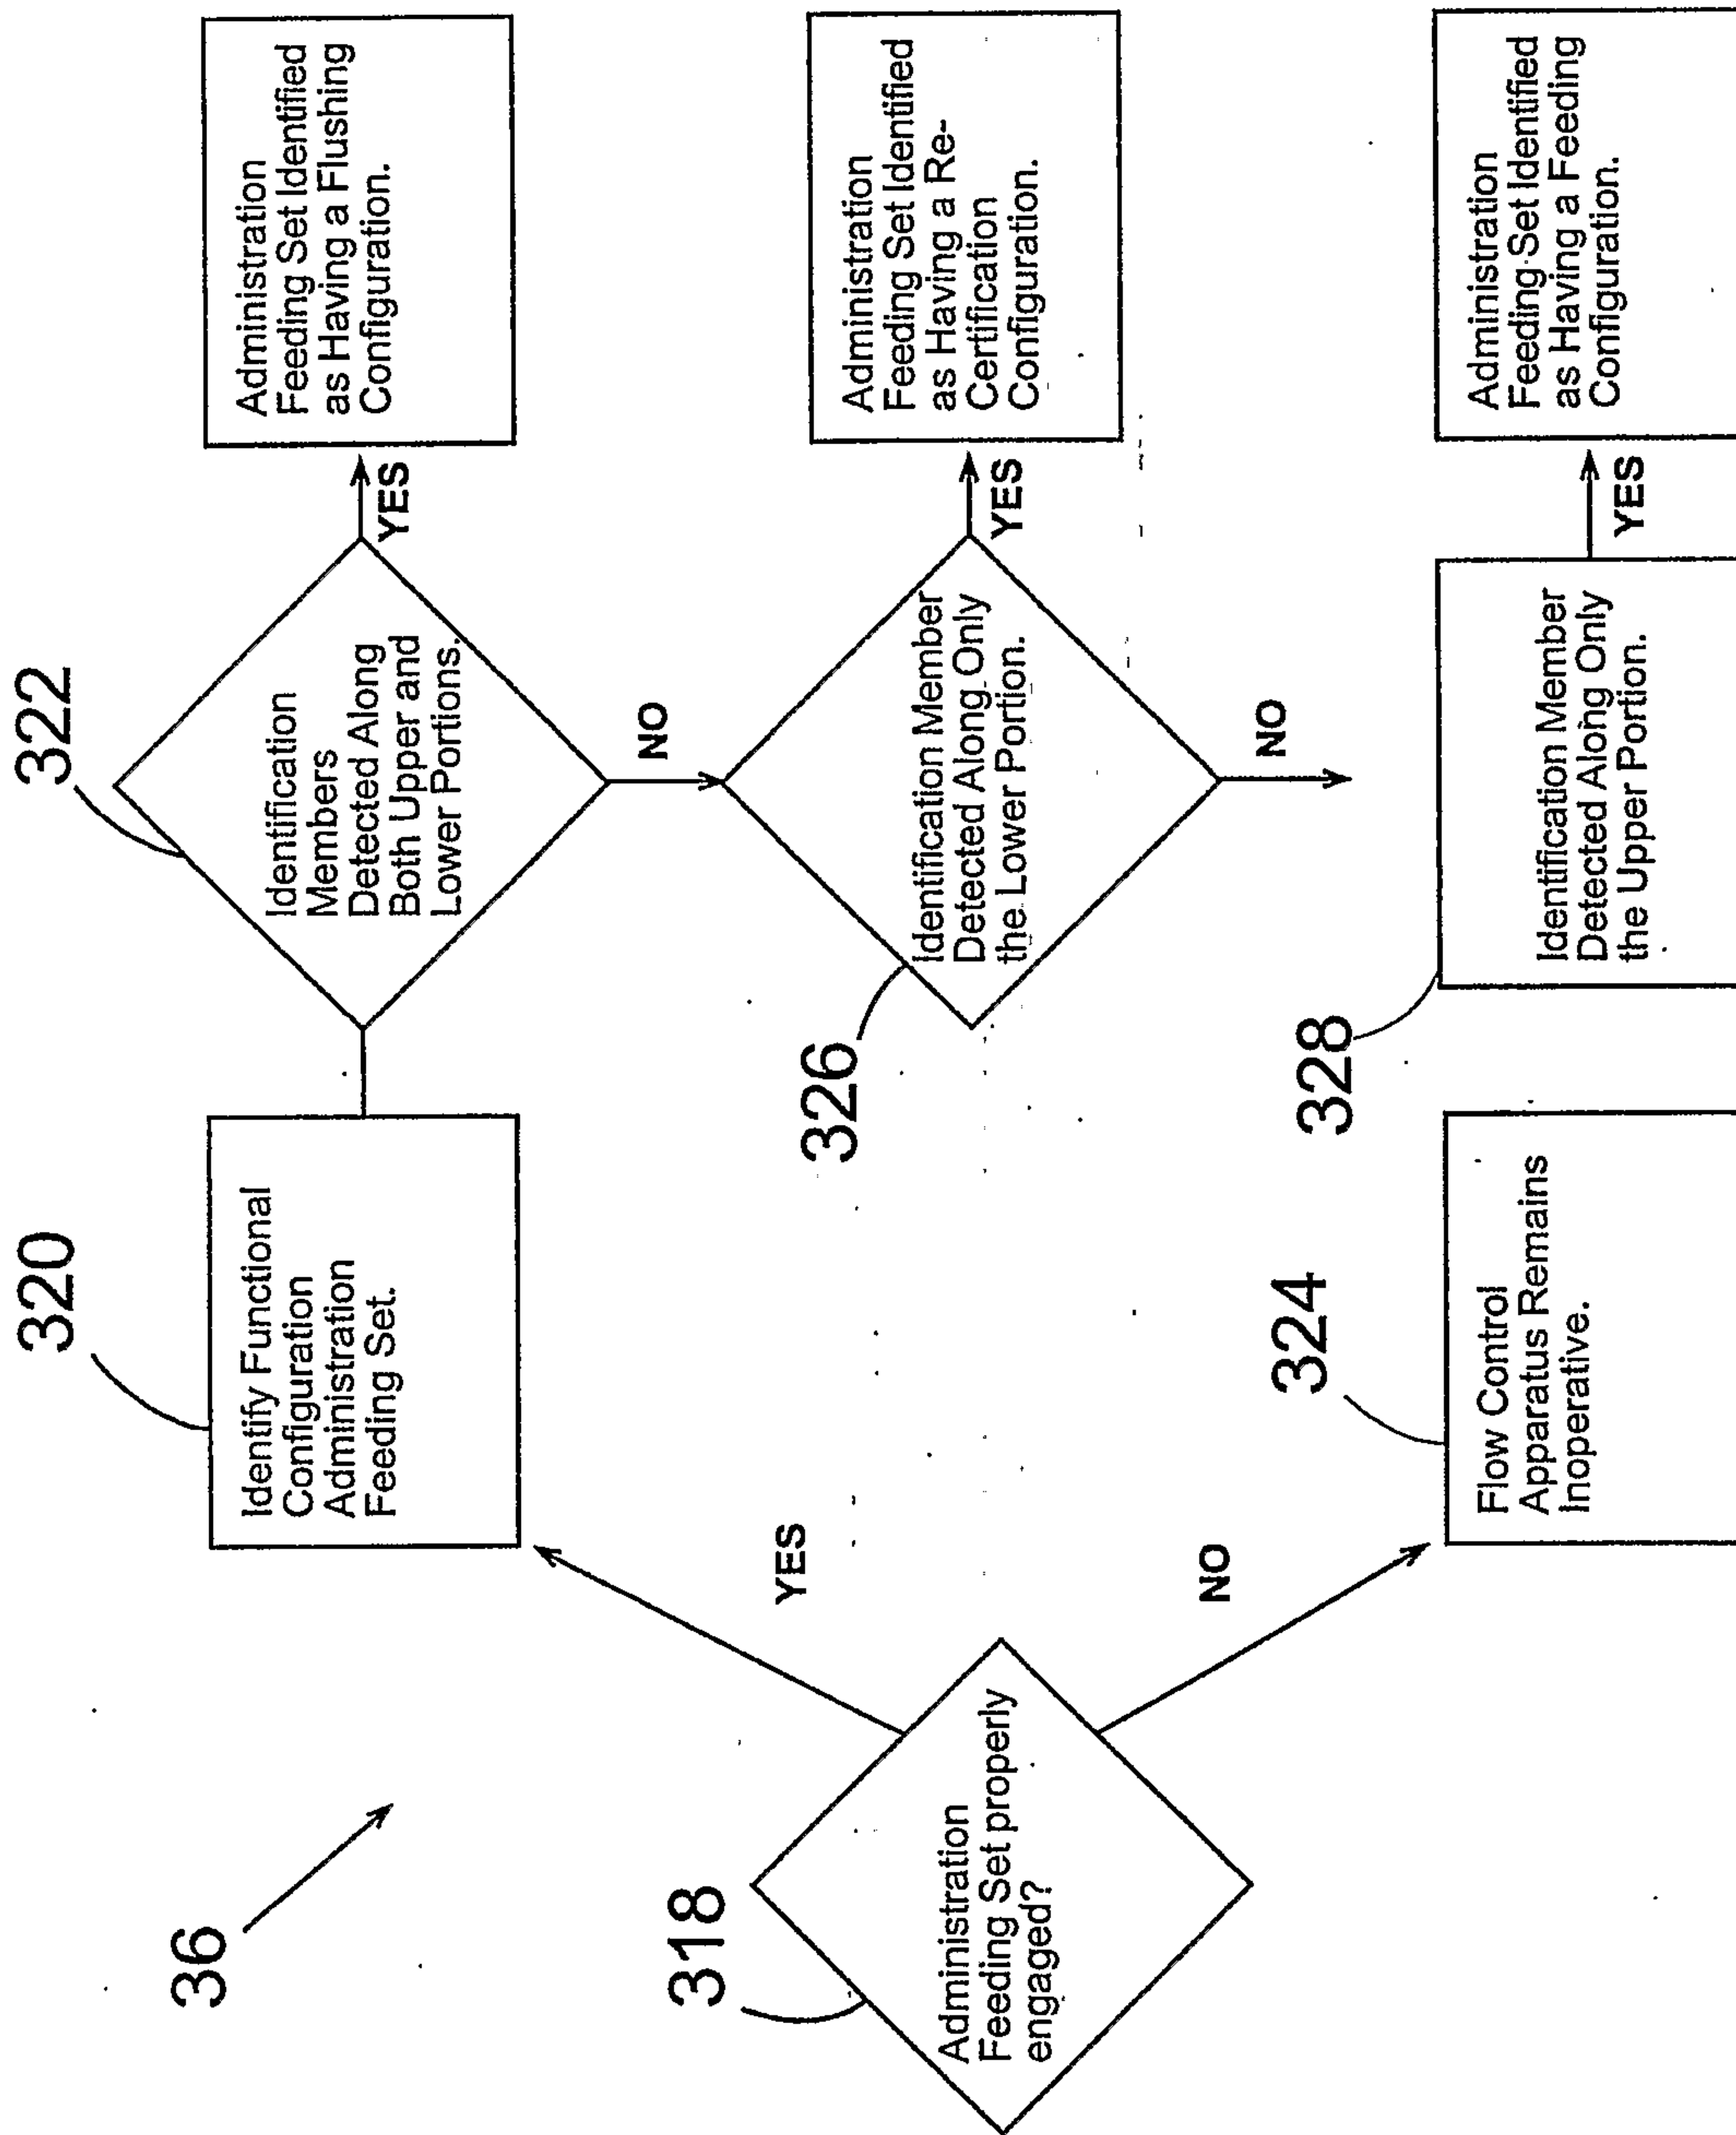 36
318
Administration
Feeding Set properly
engaged?
YES
NO
320
Identify Functional
Configuration
Administration
Feeding Set.
324
Flow Control
Apparatus Remains
Inoperative.
322
Identification
Members
Detected Along
Both Upper and
Lower Portions.
YES
NO
Administration
Feeding Set Identified
as Having a Flushing
Configuration.
326
Identification Member
Detected Along Only
the Lower Portion.
YES
NO
Administration
Feeding Set Identified
as Having a Re-
Certification
Configuration.
328
Identification Member
Detected Along Only
the Upper Portion.
YES
Administration
Feeding Set Identified
as Having a Feeding
Configuration.